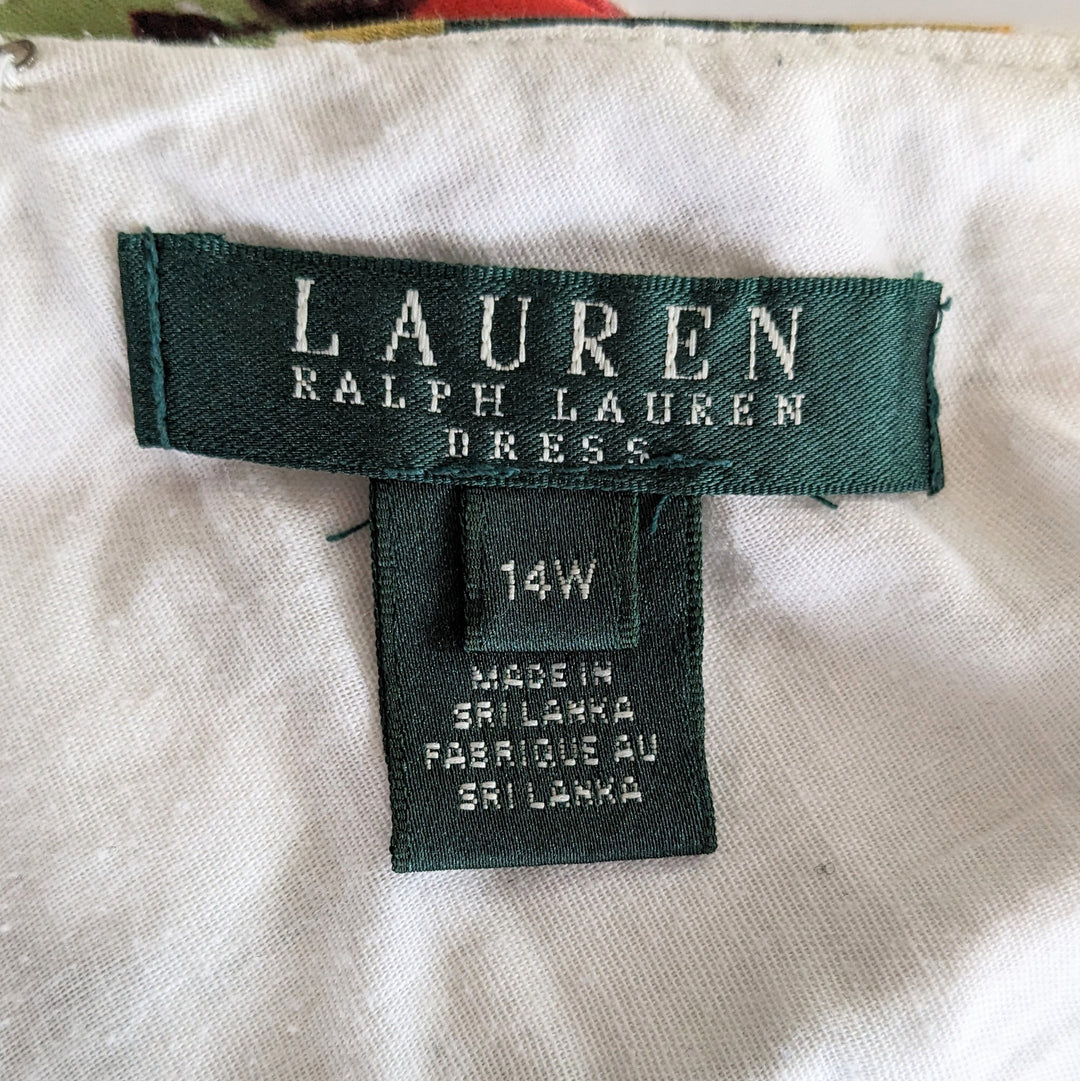 LAUREN
RALPH LAUREN
DRESS
14W
MADE IN
SRI LANKA
FABRIQUE AU
SRI LANKA